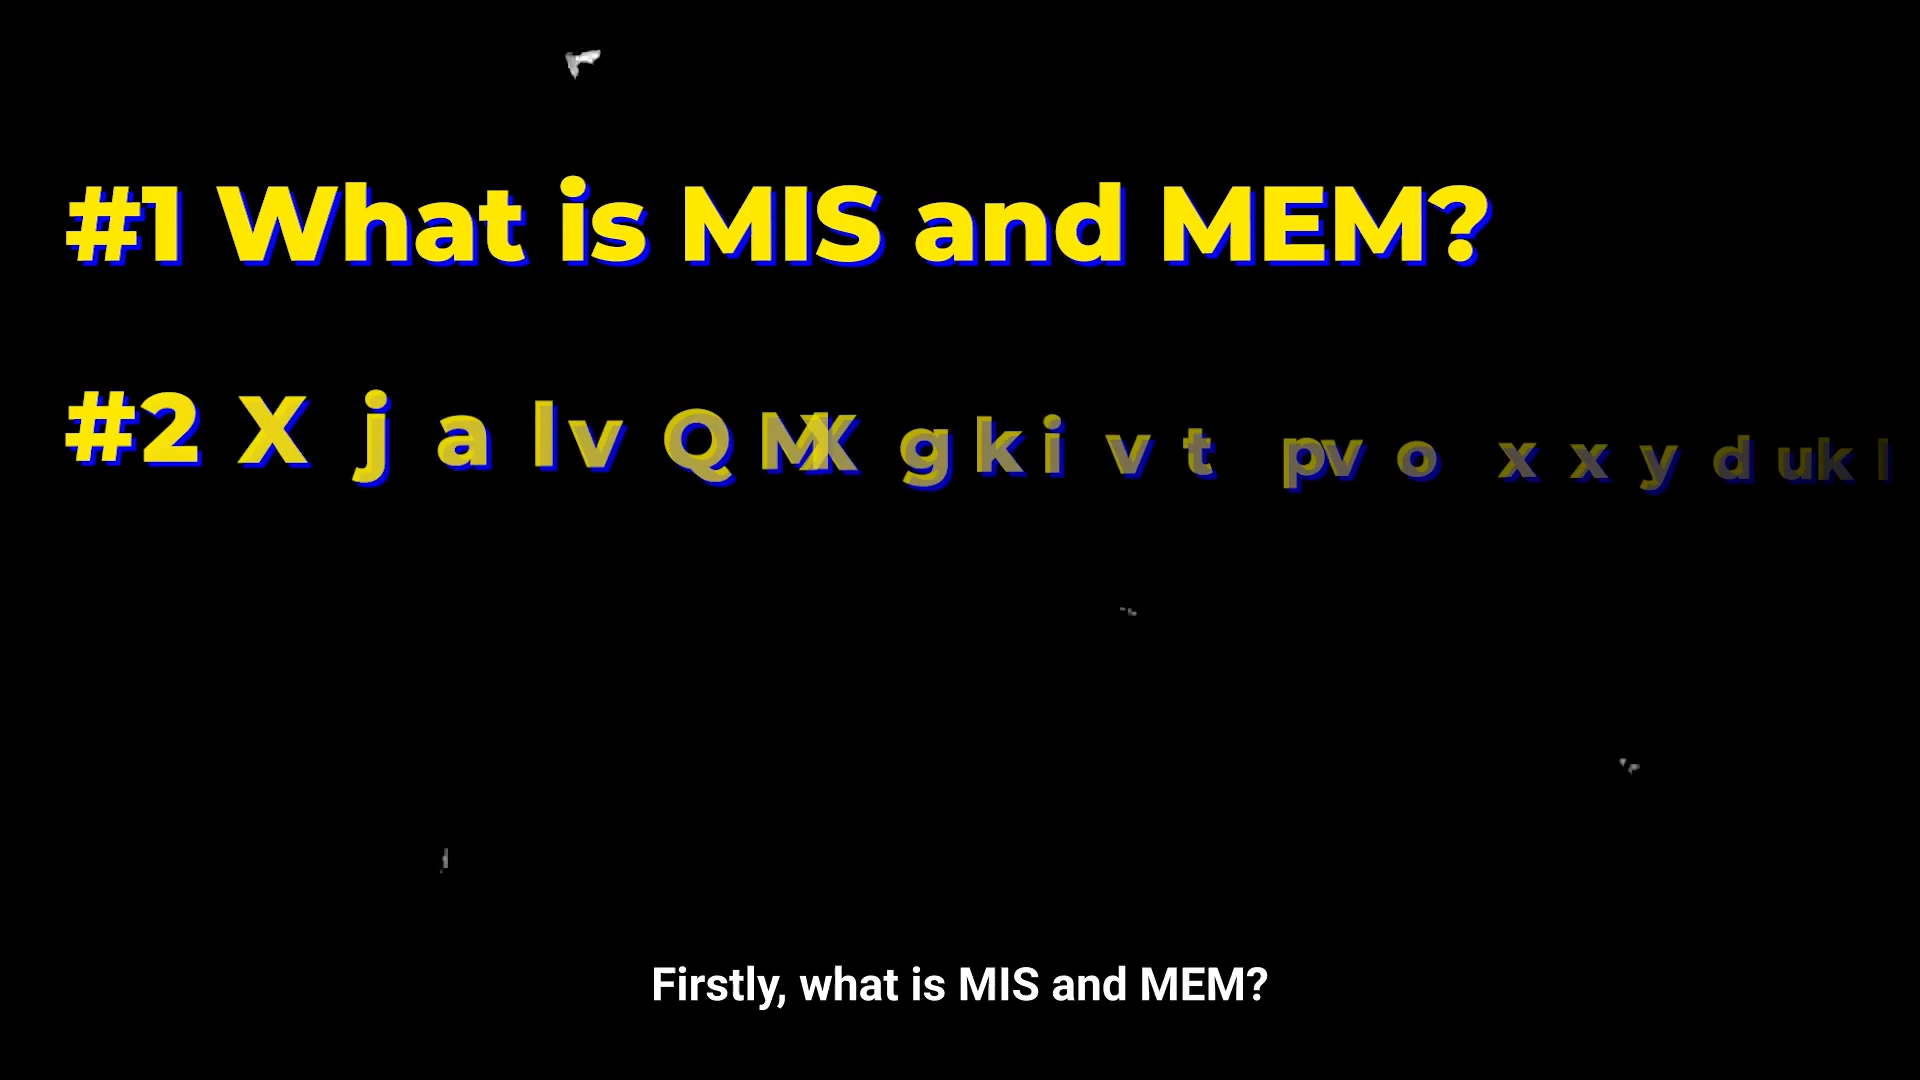 #1 What is MIS and MEM?
#2 X j a l v Q M X g k i v t p v o x x y d u k l
Firstly, what is MIS and MEM?